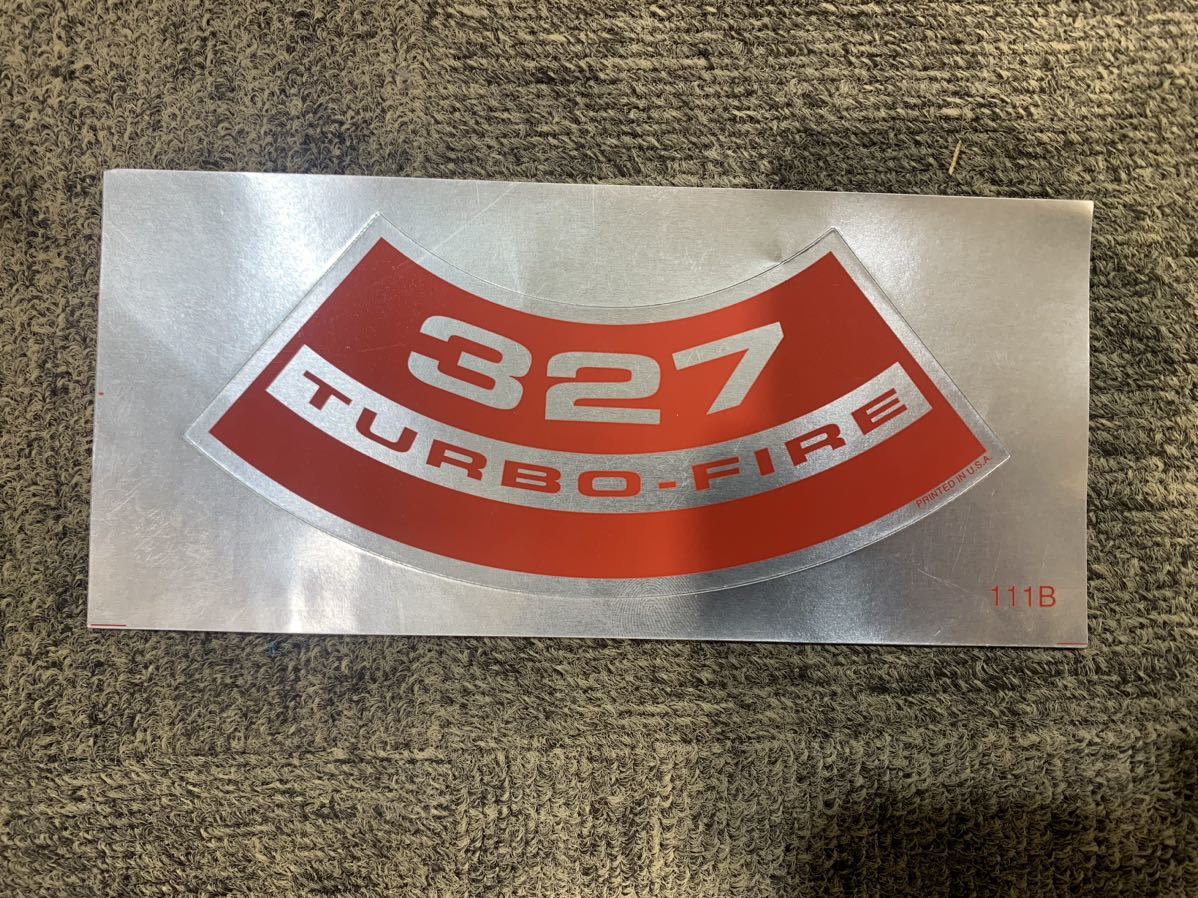 327
TURBO-FIRE
PRINTED IN U.S.A.
111B